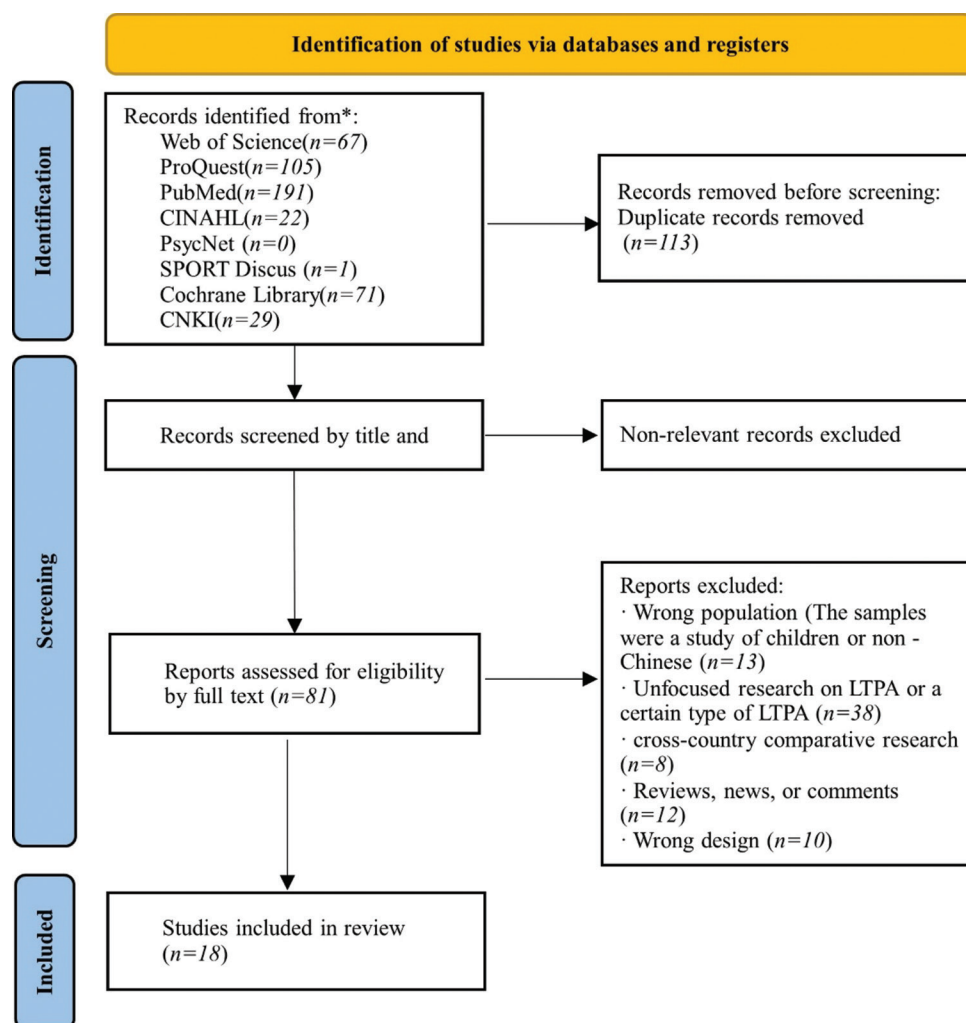 Identification of studies via databases and registers
Identification
Records identified from*:
Web of Science(n=67)
ProQuest(n=105)
PubMed(n=191)
CINAHL(n=22)
PsycNet (n=0)
SPORT Discus (n=1)
Cochrane Library(n=71)
CNKI(n=29)
Records removed before screening:
Duplicate records removed
(n=113)
Screening
Records screened by title and
Non-relevant records excluded
Reports assessed for eligibility
by full text (n=81)
Reports excluded:
· Wrong population (The samples
were a study of children or non -
Chinese (n=13)
· Unfocused research on LTPA or a
certain type of LTPA (n=38)
· cross-country comparative research
(n=8)
· Reviews, news, or comments
(n=12)
· Wrong design (n=10)
Included
Studies included in review
(n=18)